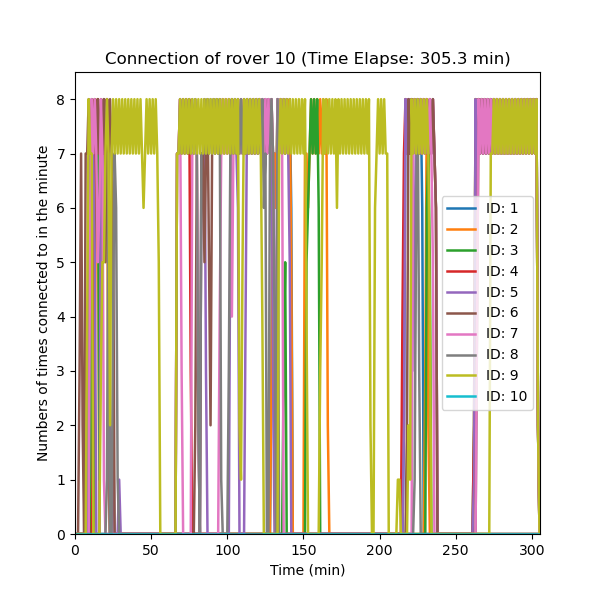 Connection of rover 10 (Time Elapse: 305.3 min)
Numbers of times connected to in the minute
8
7
6
5
4
3
2
1
0
0 50 100 150 200 250 300
Time (min)
ID: 1
ID: 2
ID: 3
ID: 4
ID: 5
ID: 6
ID: 7
ID: 8
ID: 9
ID: 10